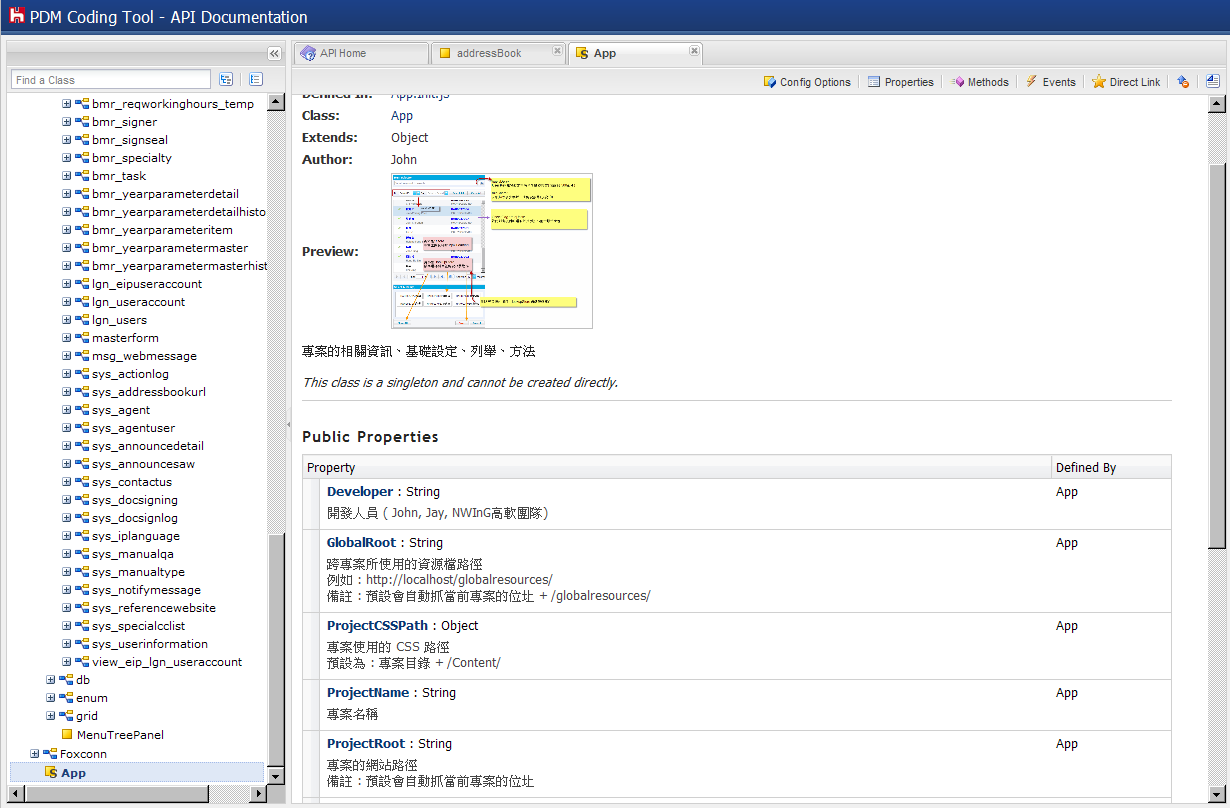 PDM Coding Tool - API Documentation
API Home
addressBook
App
Find a Class
Config Options
Properties
Methods
Events
Direct Link
bmr_reqworkinghours_temp
bmr_signer
bmr_signseal
bmr_specialty
bmr_task
bmr_yearparameterdetail
bmr_yearparameterdetailhisto
bmr_yearparameteritem
bmr_yearparametermaster
bmr_yearparametermasterhist
lgn_eipuseraccount
lgn_useraccount
lgn_users
masterform
msg_webmessage
sys_actionlog
sys_addressbookurl
sys_agent
sys_agentuser
sys_announcedetail
sys_announcesaw
sys_contactus
sys_docsigning
sys_docsignlog
sys_iplanguage
sys_manualqa
sys_manualtype
sys_notifymessage
sys_referencewebsite
sys_specialcclist
sys_userinformation
view_eip_lgn_useraccount
db
enum
grid
MenuTreePanel
Foxconn
App
Defined In: App.init.js
Class: App
Extends: Object
Author: John
Preview:
專案的相關資訊、基礎設定、列舉、方法
This class is a singleton and cannot be created directly.
Public Properties
Property Defined By
Developer : String App
開發人員 ( John, Jay, NWInG高軟團隊)
GlobalRoot : String App
跨專案所使用的資源檔路徑
例如：http://localhost/globalresources/
備註：預設會自動抓當前專案的位址 + /globalresources/
ProjectCSSPath : Object App
專案使用的 CSS 路徑
預設為：專案目錄 + /Content/
ProjectName : String App
專案名稱
ProjectRoot : String App
專案的網站路徑
備註：預設會自動抓當前專案的位址